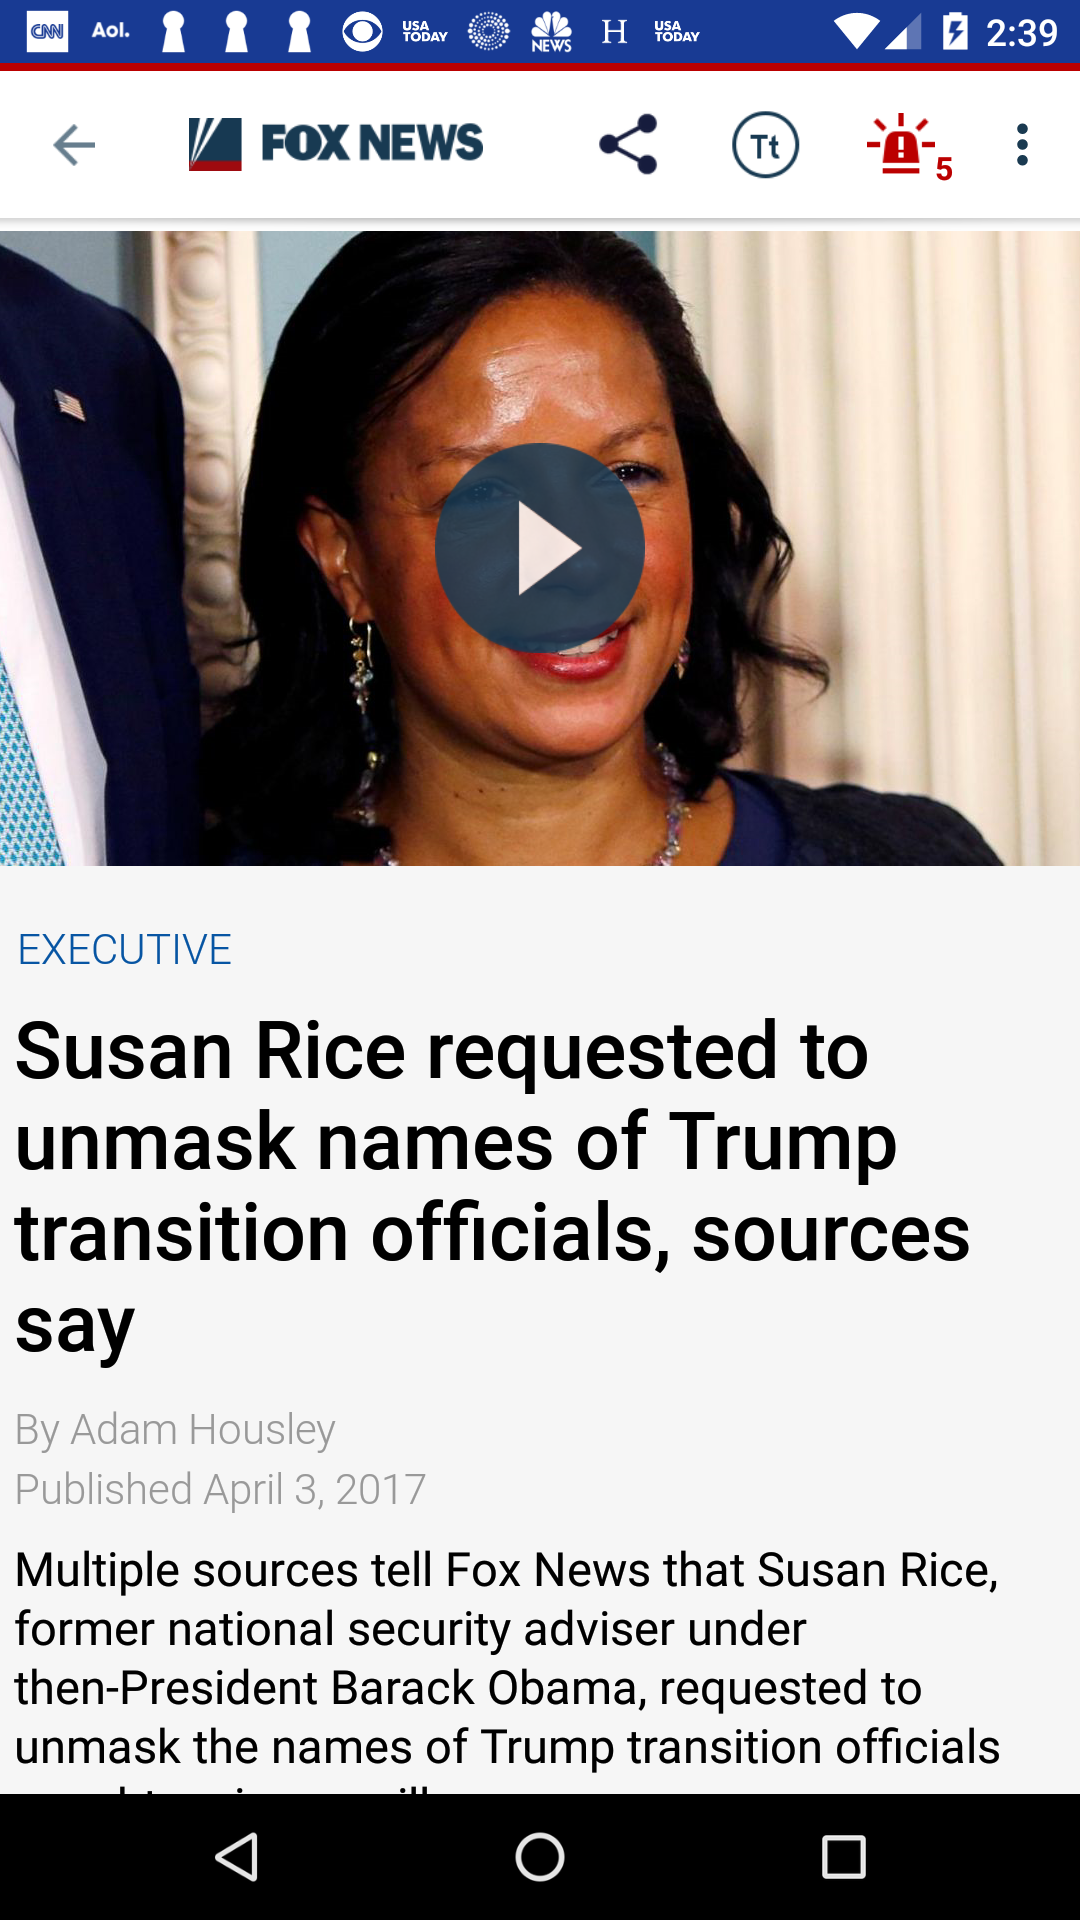 CNN Aol. USA TODAY NEWS H USA TODAY 2:39
FOX NEWS Tt 5
EXECUTIVE
Susan Rice requested to
unmask names of Trump
transition officials, sources
say
By Adam Housley
Published April 3, 2017
Multiple sources tell Fox News that Susan Rice,
former national security adviser under
then-President Barack Obama, requested to
unmask the names of Trump transition officials